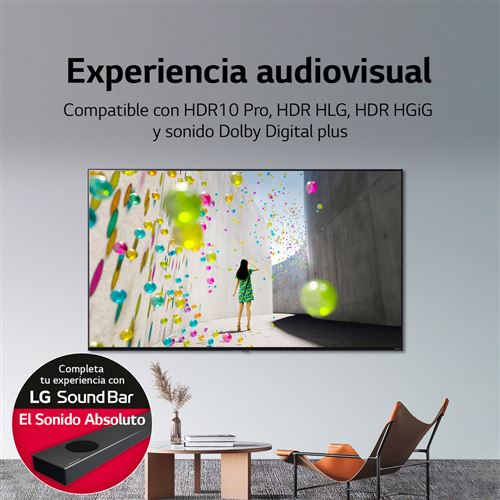 Experiencia audiovisual
Compatible con HDR10 Pro, HDR HLG, HDR HGiG
y sonido Dolby Digital plus
Completa
tu experiencia con
LG SoundBar
El Sonido Absoluto